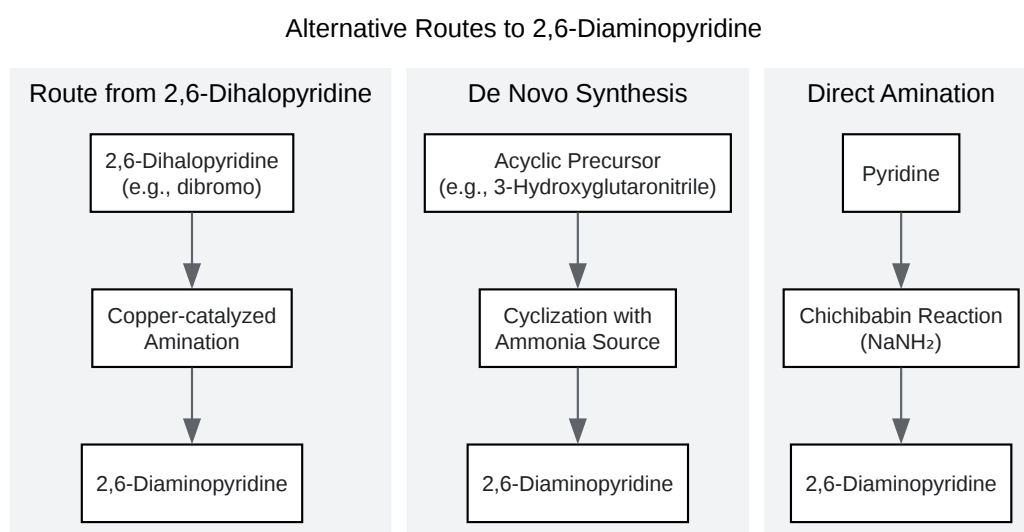 Alternative Routes to 2,6-Diaminopyridine
Route from 2,6-Dihalopyridine
2,6-Dihalopyridine
(e.g., dibromo)
Copper-catalyzed
Amination
2,6-Diaminopyridine
De Novo Synthesis
Acyclic Precursor
(e.g., 3-Hydroxyglutaronitrile)
Cyclization with
Ammonia Source
2,6-Diaminopyridine
Direct Amination
Pyridine
Chichibabin Reaction
(NaNH₂)
2,6-Diaminopyridine